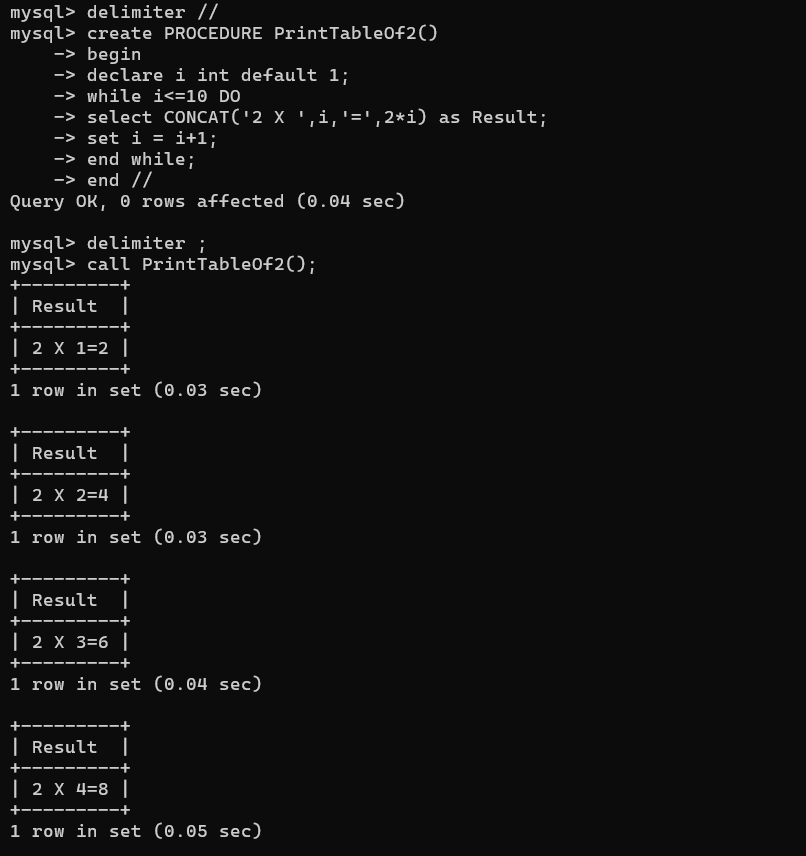 mysql> delimiter //
mysql> create PROCEDURE PrintTableOf2()
    -> begin
    -> declare i int default 1;
    -> while i<=10 DO
    -> select CONCAT('2 X ',i,'=',2*i) as Result;
    -> set i = i+1;
    -> end while;
    -> end //
Query OK, 0 rows affected (0.04 sec)

mysql> delimiter ;
mysql> call PrintTableOf2();
+---------+
| Result  |
+---------+
| 2 X 1=2 |
+---------+
1 row in set (0.03 sec)

+---------+
| Result  |
+---------+
| 2 X 2=4 |
+---------+
1 row in set (0.03 sec)

+---------+
| Result  |
+---------+
| 2 X 3=6 |
+---------+
1 row in set (0.04 sec)

+---------+
| Result  |
+---------+
| 2 X 4=8 |
+---------+
1 row in set (0.05 sec)